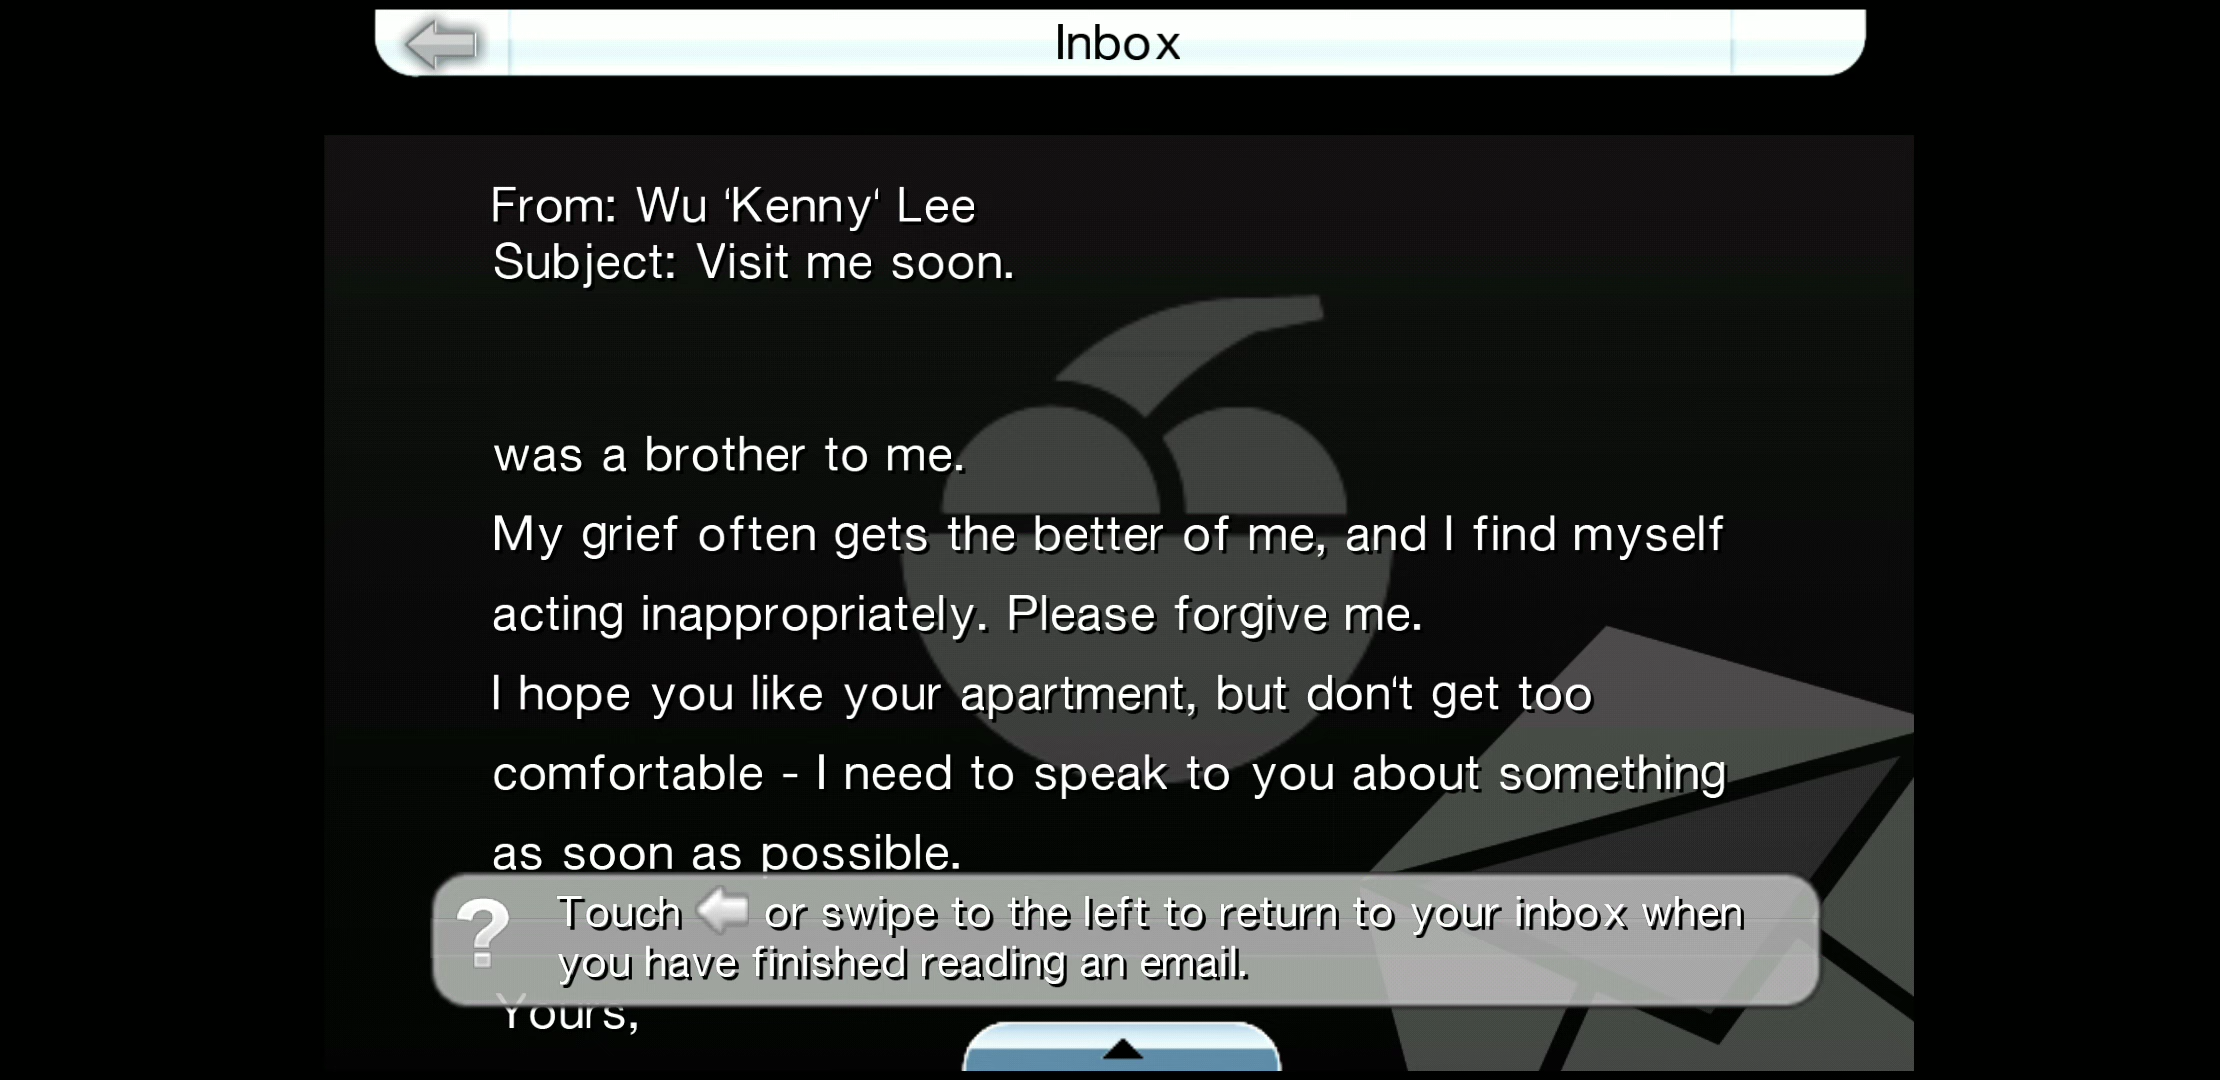 Inbox
From: Wu 'Kenny' Lee
Subject: Visit me soon.
was a brother to me.
My grief often gets the better of me, and I find myself
acting inappropriately. Please forgive me.
I hope you like your apartment, but don't get too
comfortable - I need to speak to you about something
as soon as possible.
? Touch or swipe to the left to return to your inbox when
you have finished reading an email.
Yours,